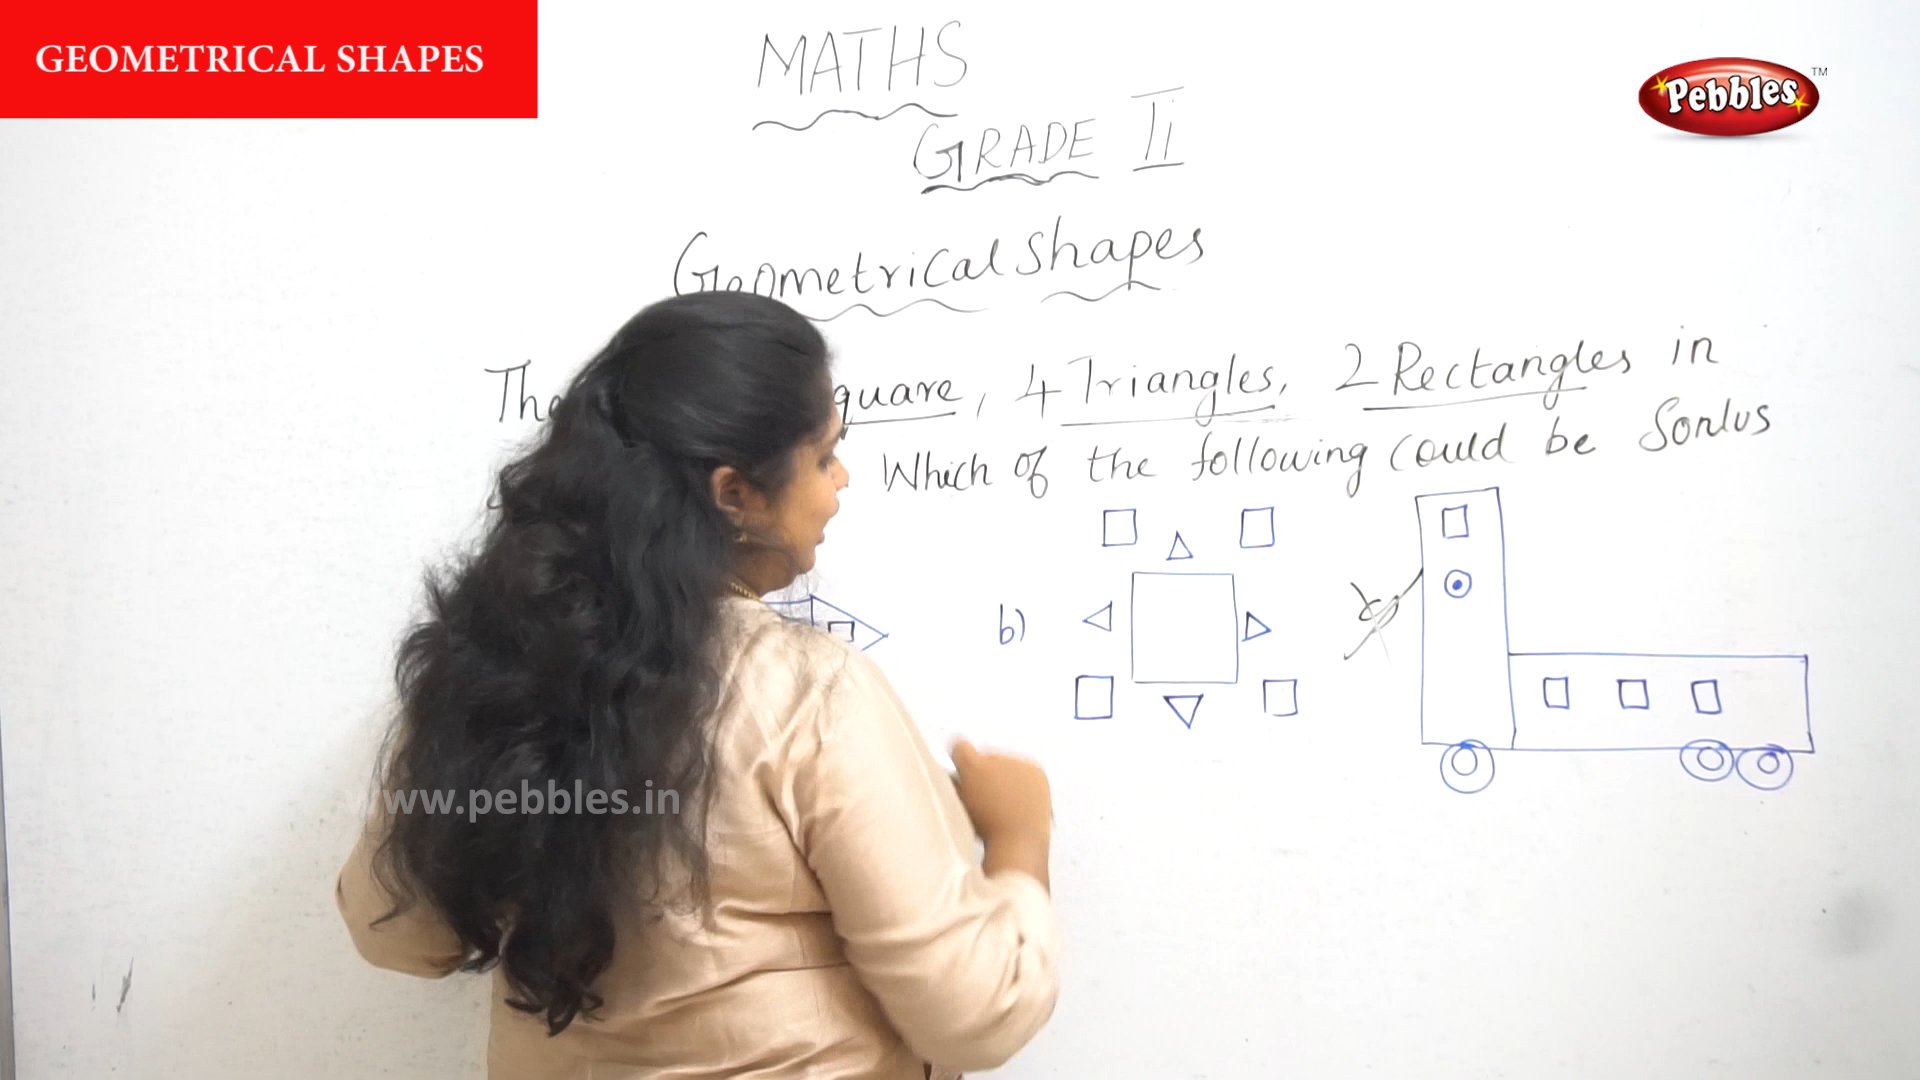 GEOMETRICAL SHAPES
MATHS
Pebbles TM
GRADE II
Geometrical Shapes
quare, 4 Triangles, 2 Rectangles in
Which of the following could be Sonlus
b)
www.pebbles.in